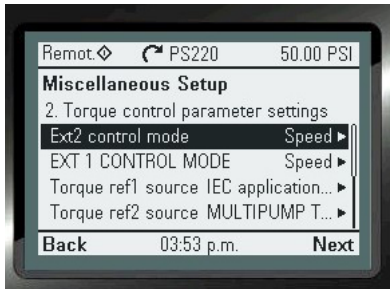 Remot. PS220 50.00 PSI
Miscellaneous Setup
2. Torque control parameter settings
Ext2 control mode Speed
EXT 1 CONTROL MODE Speed
Torque ref1 source IEC application...
Torque ref2 source MULTIPUMP T...
Back 03:53 p.m. Next